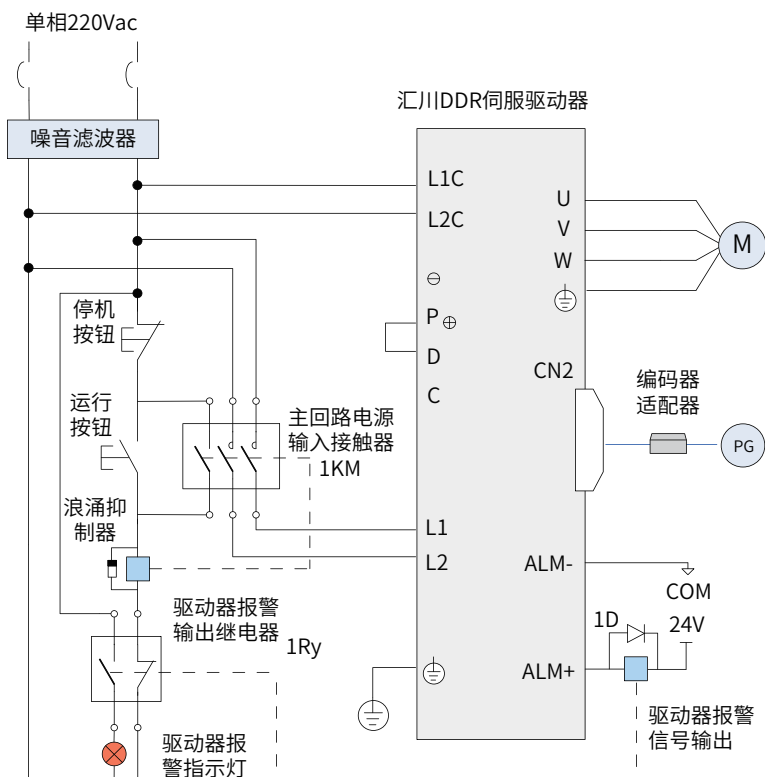 单相220Vac
噪音滤波器
汇川DDR伺服驱动器
L1C
L2C
P
D
C
L1
L2
U
V
W
M
CN2
编码器
适配器
PG
停机
按钮
运行
按钮
主回路电源
输入接触器
1KM
浪涌抑
制器
驱动器报警
输出继电器
1Ry
ALM-
COM
1D
24V
ALM+
驱动器报警
信号输出
驱动器报
警指示灯